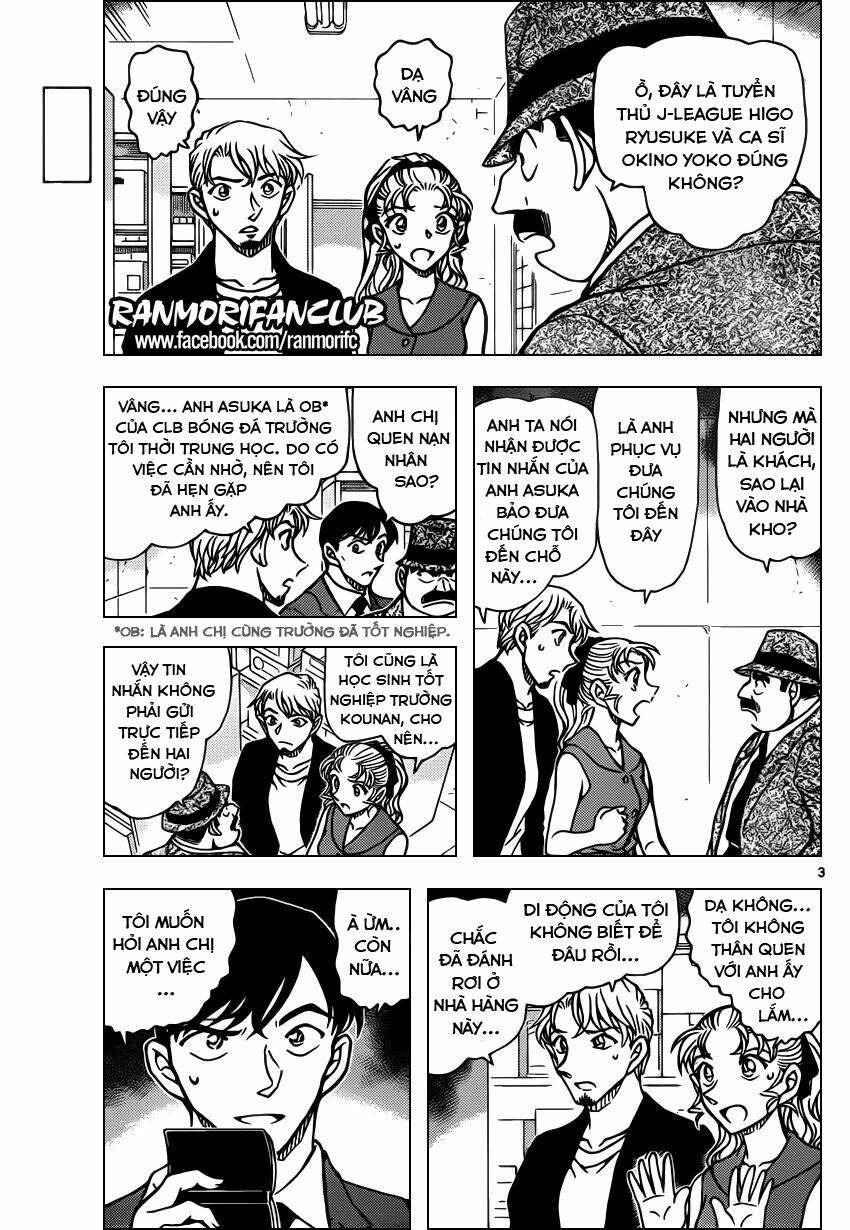 Ồ, ĐÂY LÀ TUYỂN
THỦ J-LEAGUE HIGO
RYUSUKE VÀ CA SĨ
OKINO YOKO ĐÚNG
KHÔNG?
DẠ
VÂNG
ĐÚNG
VẬY
RANMORIFANCLUB
www.facebook.com/ranmorifc
NHƯNG MÀ
HAI NGƯỜI
LÀ KHÁCH,
SAO LẠI
VÀO NHÀ
KHO?
LÀ ANH
PHỤC VỤ
ĐƯA
CHÚNG
TÔI ĐẾN
ĐÂY
ANH TA NÓI
NHẬN ĐƯỢC
TIN NHẮN CỦA
ANH ASUKA
BẢO ĐƯA
CHÚNG TÔI
ĐẾN CHỖ
NÀY...
ANH CHỊ
QUEN NẠN
NHÂN
SAO?
VÂNG... ANH ASUKA LÀ OB*
CỦA CLB BÓNG ĐÁ TRƯỜNG
TÔI THỜI TRUNG HỌC. DO CÓ
VIỆC CẦN NHỜ, NÊN TÔI
ĐÃ HẸN GẶP
ANH ẤY.
*OB: LÀ ANH CHỊ CÙNG TRƯỜNG ĐÃ TỐT NGHIỆP.
TÔI CŨNG LÀ
HỌC SINH TỐT
NGHIỆP TRƯỜNG
KOUNAN, CHO
NÊN...
VẬY TIN
NHẮN KHÔNG
PHẢI GỬI
TRỰC TIẾP
ĐẾN HAI
NGƯỜI?
3
DẠ KHÔNG...
TÔI KHÔNG
THÂN QUEN
VỚI ANH ẤY
CHO
LẮM...
DI ĐỘNG CỦA TÔI
KHÔNG BIẾT ĐỂ
ĐÂU RỒI...
CHẮC
ĐÃ ĐÁNH
RƠI Ở
NHÀ HÀNG
NÀY...
À ỪM..
CÒN
NỮA...
TÔI MUỐN
HỎI ANH CHỊ
MỘT VIỆC
...